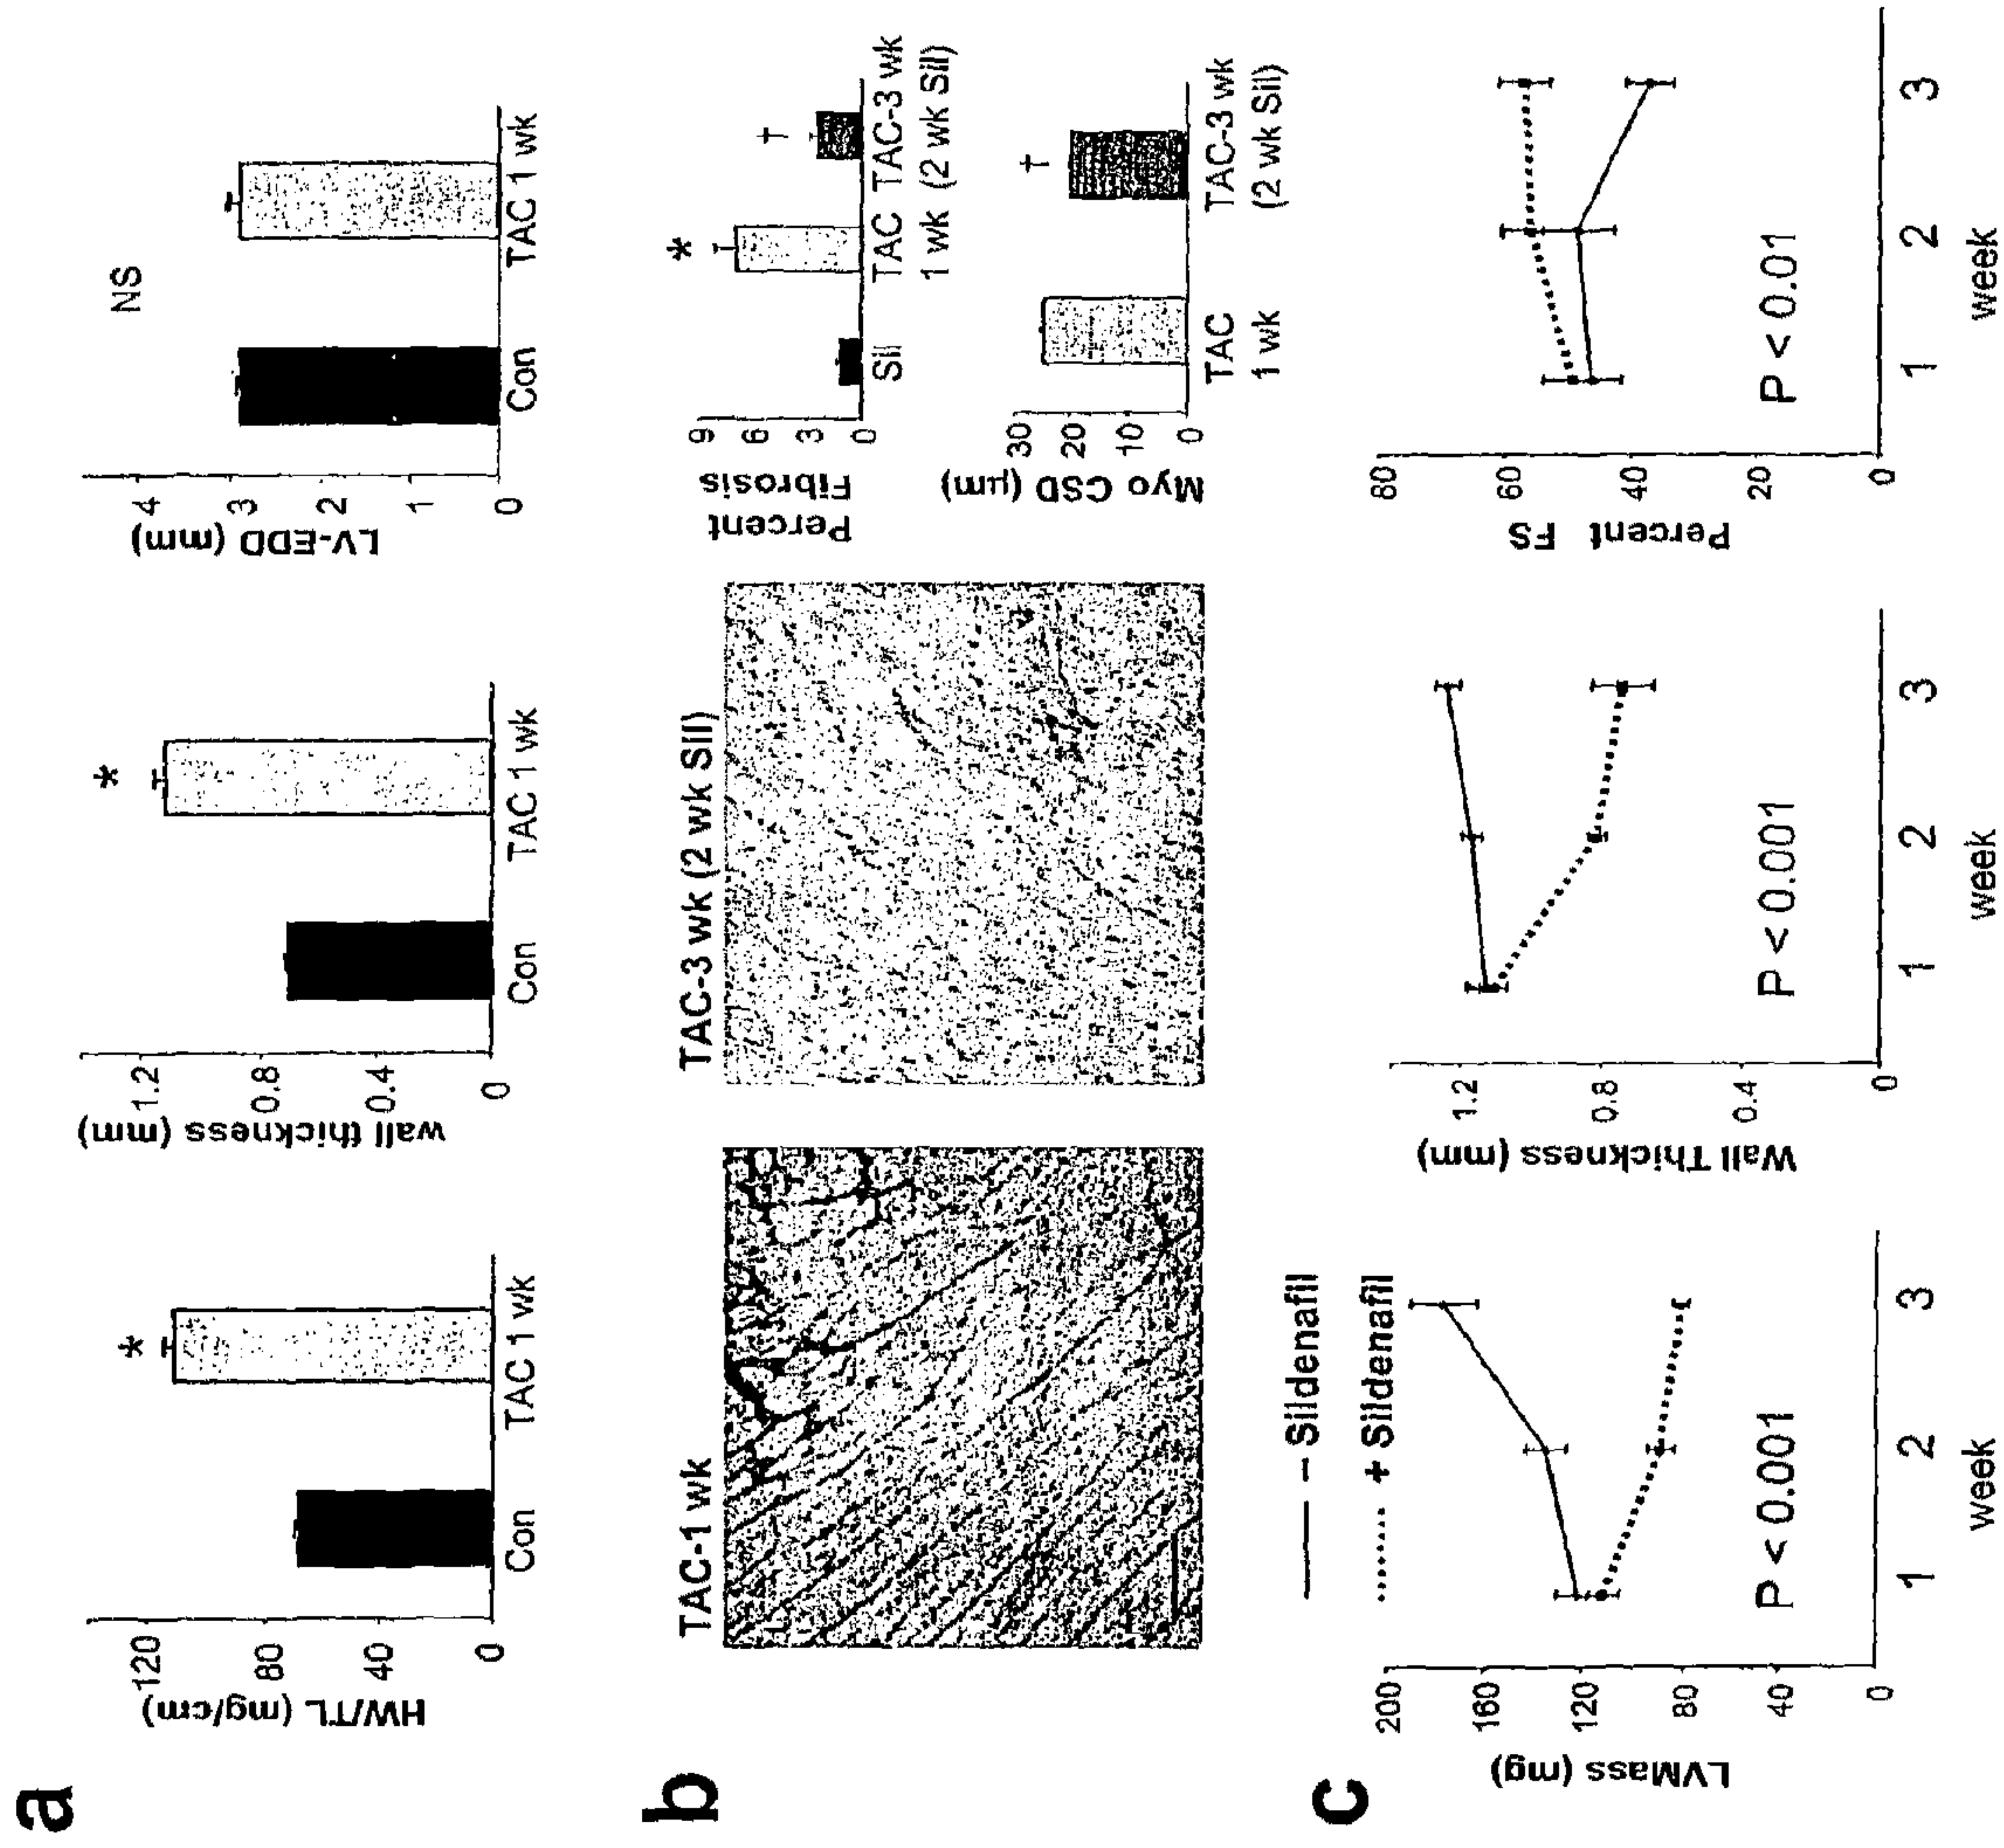 a
HW/TL (mg/cm)
120
80
40
0
Con
TAC 1 wk
*
wall thickness (mm)
1.2
0.8
0.4
0
Con
TAC 1 wk
*
LV-EDD (mm)
4
3
2
1
0
NS
Con
TAC 1 wk
b
TAC-1 wk
TAC-3 wk (2 wk Sil)
Percent
Fibrosis
9
6
3
0
*
†
Sil
TAC
1 wk
TAC-3 wk
(2 wk Sil)
Myo CSD (µm)
30
20
10
0
†
TAC
1 wk
TAC-3 wk
(2 wk Sil)
c
– Sildenafil
+ Sildenafil
LVMass (mg)
200
160
120
80
40
0
P < 0.001
1 2 3
week
Wall Thickness (mm)
1.2
0.8
0.4
0
P < 0.001
1 2 3
week
Percent FS
80
60
40
20
0
P < 0.01
1 2 3
week